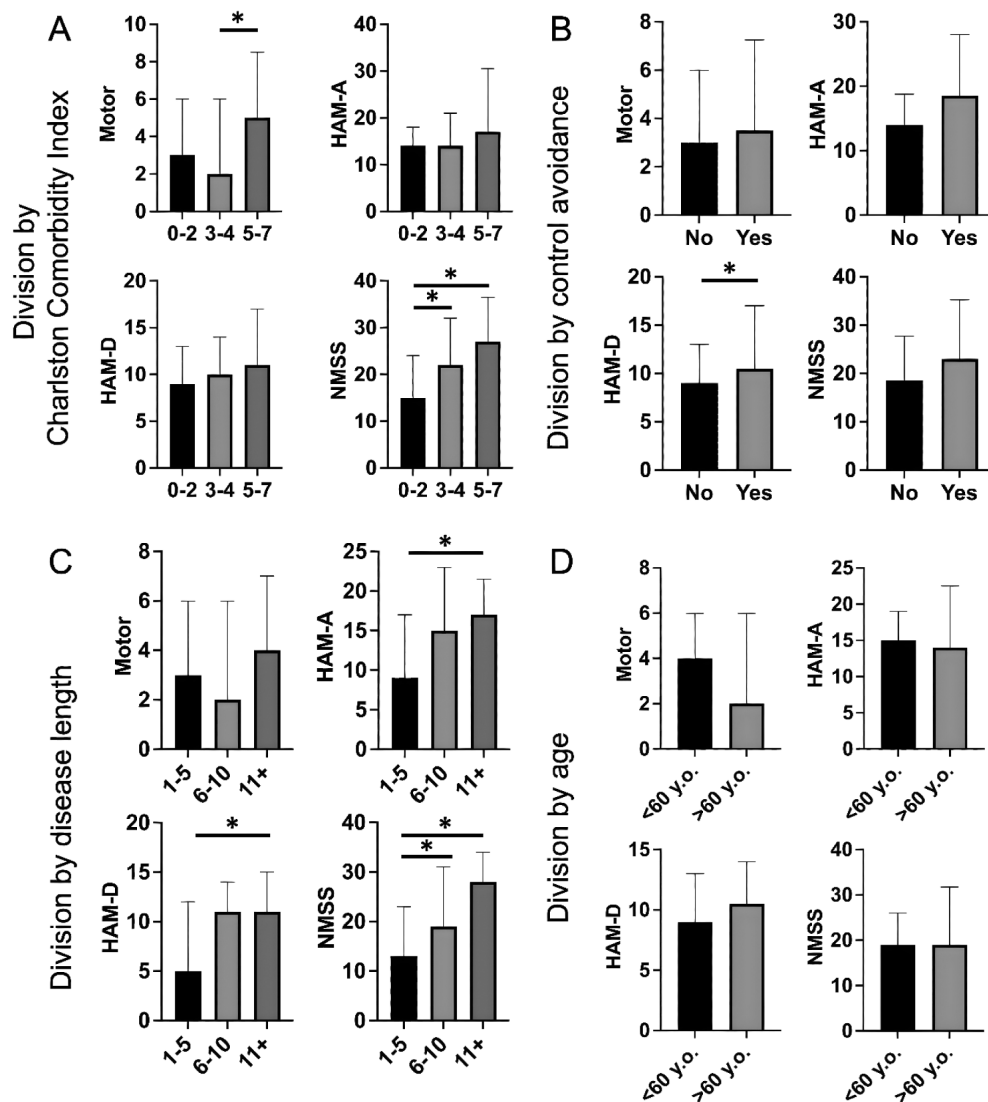 A
Division by
Charlston Comorbidity Index
Motor
8
6
4
2
0
*
0-2 3-4 5-7
HAM-A
40
30
20
10
0
0-2 3-4 5-7
HAM-D
20
15
10
5
0
0-2 3-4 5-7
NMSS
40
30
20
10
0
*
*
0-2 3-4 5-7
B
Division by control avoidance
Motor
8
6
4
2
0
No Yes
HAM-A
30
20
10
0
No Yes
HAM-D
20
15
10
5
0
*
No Yes
NMSS
40
30
20
10
0
No Yes
C
Division by disease length
Motor
8
6
4
2
0
1-5 6-10 11+
HAM-A
25
20
15
10
5
0
*
1-5 6-10 11+
HAM-D
20
15
10
5
0
*
1-5 6-10 11+
NMSS
40
30
20
10
0
*
*
1-5 6-10 11+
D
Division by age
Motor
8
6
4
2
0
<60 y.o. >60 y.o.
HAM-A
25
20
15
10
5
0
<60 y.o. >60 y.o.
HAM-D
15
10
5
0
<60 y.o. >60 y.o.
NMSS
40
30
20
10
0
<60 y.o. >60 y.o.